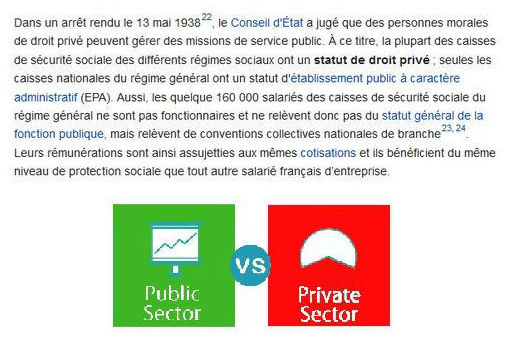 Dans un arrêt rendu le 13 mai 1938 22, le Conseil d'État a jugé que des personnes morales
de droit privé peuvent gérer des missions de service public. À ce titre, la plupart des caisses
de sécurité sociale des différents régimes sociaux ont un statut de droit privé ; seules les
caisses nationales du régime général ont un statut d'établissement public à caractère
administratif (EPA). Aussi, les quelque 160 000 salariés des caisses de sécurité sociale du
régime général ne sont pas fonctionnaires et ne relèvent donc pas du statut général de la
fonction publique, mais relèvent de conventions collectives nationales de branche 23, 24.
Leurs rémunérations sont ainsi assujetties aux mêmes cotisations et ils bénéficient du même
niveau de protection sociale que tout autre salarié français d'entreprise.
Public
Sector
VS
Private
Sector